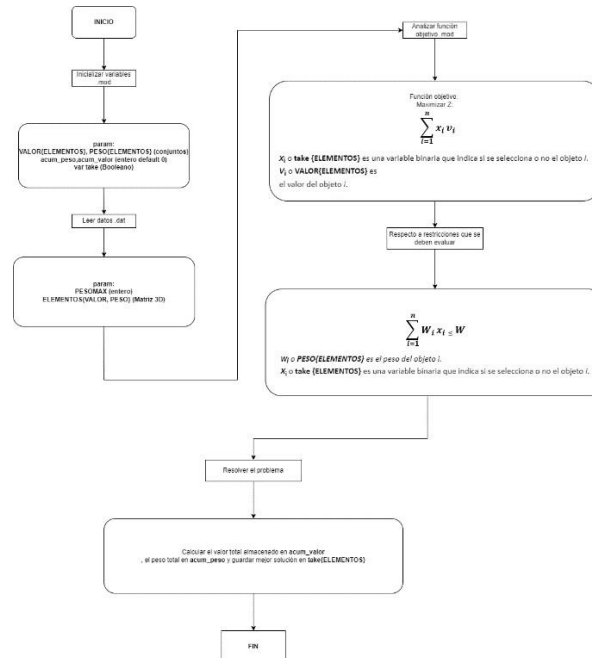 INICIO
Inicializar variables
.mod
param:
VALOR{ELEMENTOS}, PESO{ELEMENTOS} (conjuntos)
acum_peso,acum_valor (entero default 0)
var take (Booleano)
Leer datos .dat
param:
PESOMAX (entero)
ELEMENTOS{VALOR, PESO} (Matriz 3D)
Analizar función
objetivo .mod
Función objetivo:
Maximizar Z:
n
∑ xᵢ vᵢ
i=1
Xᵢ o take {ELEMENTOS} es una variable binaria que indica si se selecciona o no el objeto i.
Vᵢ o VALOR{ELEMENTOS} es
el valor del objeto i.
Respecto a restricciones que se
deben evaluar
n
∑ Wᵢ xᵢ ≤ W
i=1
Wᵢ o PESO{ELEMENTOS} es el peso del objeto i.
Xᵢ o take {ELEMENTOS} es una variable binaria que indica si se selecciona o no el objeto i.
Resolver el problema
Calcular el valor total almacenado en acum_valor
, el peso total en acum_peso y guardar mejor solución en take{ELEMENTOS}
FIN